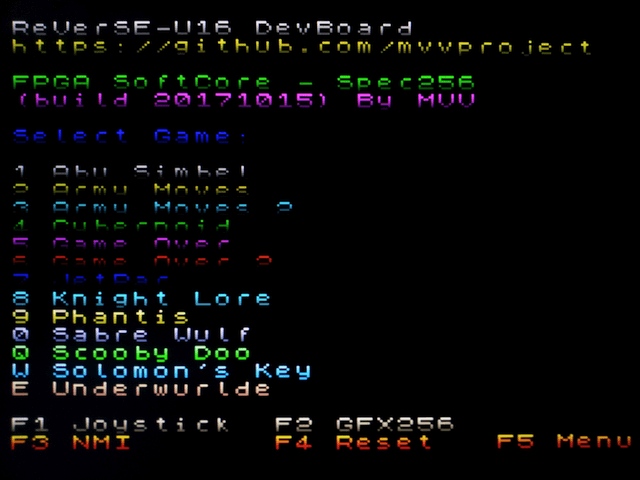 ReVerSE-U16 DevBoard
https://github.com/mvvproject
FPGA SoftCore - Spec256
(build 20171015) By MVV
Select Game:
1 Abu Simbel
2 Army Moves
3 Army Moves 2
4 Cybernoid
5 Game Over
6 Game Over 2
7 JetPac
8 Knight Lore
9 Phantis
0 Sabre Wulf
Q Scooby Doo
W Solomon's Key
E Underwurlde
F1 Joystick F2 GFX256
F3 NMI F4 Reset F5 Menu